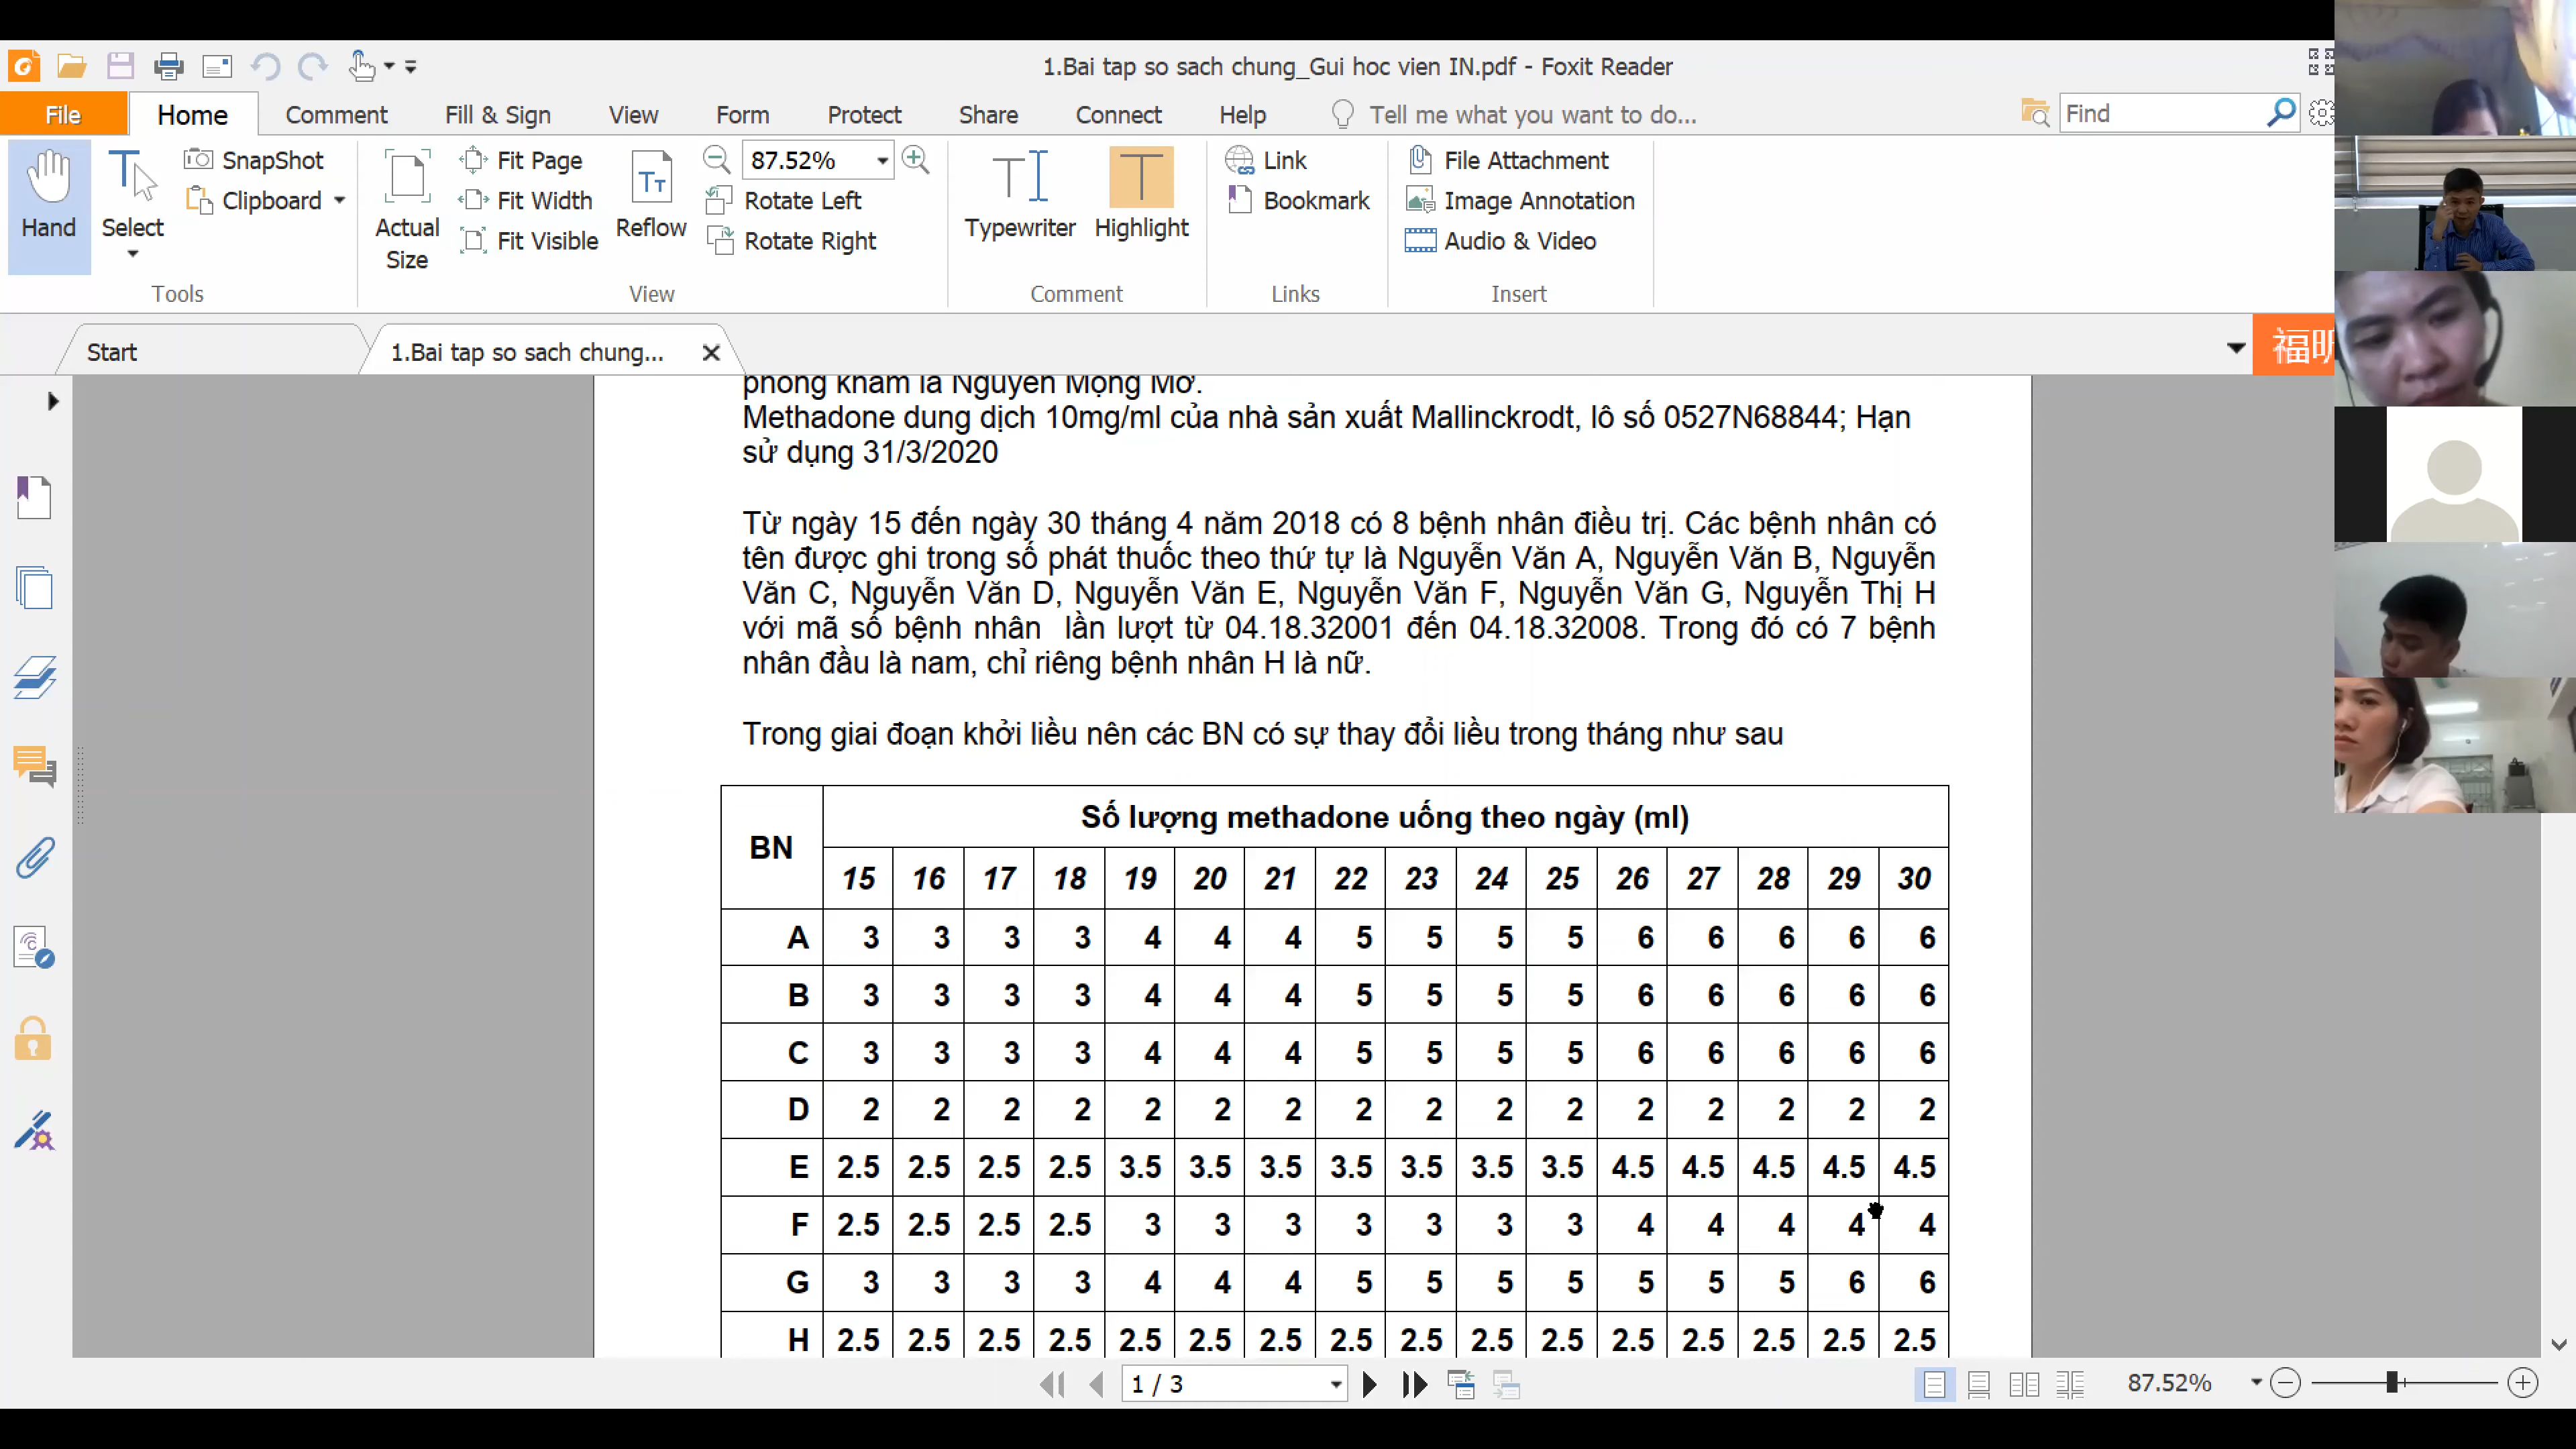 1.Bai tap so sach chung_Gui hoc vien IN.pdf - Foxit Reader
File Home Comment Fill & Sign View Form Protect Share Connect Help Tell me what you want to do... Find
Hand
Select
SnapShot
Clipboard
Tools
Actual Size
Fit Page
Fit Width
Fit Visible
Reflow
87.52%
Rotate Left
Rotate Right
View
Typewriter
Highlight
Comment
Link
Bookmark
Links
File Attachment
Image Annotation
Audio & Video
Insert
Start
1.Bai tap so sach chung...
福昕
phòng khám là Nguyễn Mộng Mơ.
Methadone dung dịch 10mg/ml của nhà sản xuất Mallinckrodt, lô số 0527N68844; Hạn
sử dụng 31/3/2020
Từ ngày 15 đến ngày 30 tháng 4 năm 2018 có 8 bệnh nhân điều trị. Các bệnh nhân có
tên được ghi trong số phát thuốc theo thứ tự là Nguyễn Văn A, Nguyễn Văn B, Nguyễn
Văn C, Nguyễn Văn D, Nguyễn Văn E, Nguyễn Văn F, Nguyễn Văn G, Nguyễn Thị H
với mã số bệnh nhân lần lượt từ 04.18.32001 đến 04.18.32008. Trong đó có 7 bệnh
nhân đầu là nam, chỉ riêng bệnh nhân H là nữ.
Trong giai đoạn khởi liều nên các BN có sự thay đổi liều trong tháng như sau
BN Số lượng methadone uống theo ngày (ml)
15 16 17 18 19 20 21 22 23 24 25 26 27 28 29 30
A 3 3 3 3 4 4 4 5 5 5 5 6 6 6 6 6
B 3 3 3 3 4 4 4 5 5 5 5 6 6 6 6 6
C 3 3 3 3 4 4 4 5 5 5 5 6 6 6 6 6
D 2 2 2 2 2 2 2 2 2 2 2 2 2 2 2 2
E 2.5 2.5 2.5 2.5 3.5 3.5 3.5 3.5 3.5 3.5 3.5 4.5 4.5 4.5 4.5 4.5
F 2.5 2.5 2.5 2.5 3 3 3 3 3 3 3 4 4 4 4 4
G 3 3 3 3 4 4 4 5 5 5 5 5 5 5 6 6
H 2.5 2.5 2.5 2.5 2.5 2.5 2.5 2.5 2.5 2.5 2.5 2.5 2.5 2.5 2.5 2.5
1 / 3
87.52%